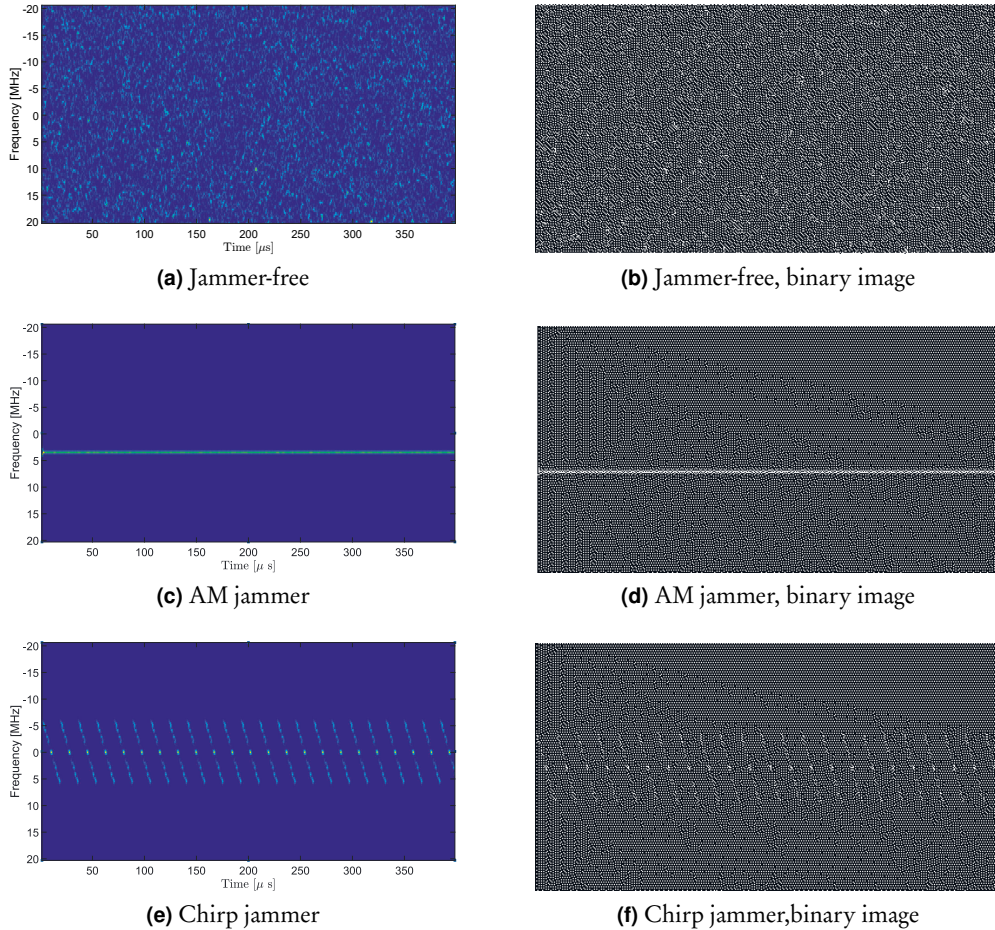 -20
-15
-10
-5
0
5
10
15
20
Frequency [MHz]
50 100 150 200 250 300 350
Time [μs]
(a) Jammer-free
(b) Jammer-free, binary image
-20
-15
-10
-5
0
5
10
15
20
Frequency [MHz]
50 100 150 200 250 300 350
Time [μ s]
(c) AM jammer
(d) AM jammer, binary image
-20
-15
-10
-5
0
5
10
15
20
Frequency [MHz]
50 100 150 200 250 300 350
Time [μ s]
(e) Chirp jammer
(f) Chirp jammer,binary image